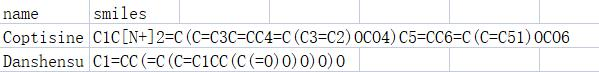 name smiles
Coptisine C1C[N+]2=C(C=C3C=CC4=C(C3=C2)OCO4)C5=CC6=C(C=C51)OCO6
Danshensu C1=CC(=C(C=C1CC(C(=O)O)O)O)O